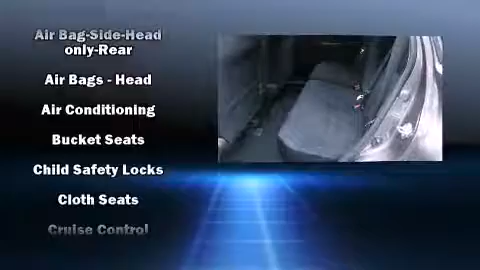 Air Bag-Side-Head
only-Rear
Air Bags - Head
Air Conditioning
Bucket Seats
Child Safety Locks
Cloth Seats
Cruise Control